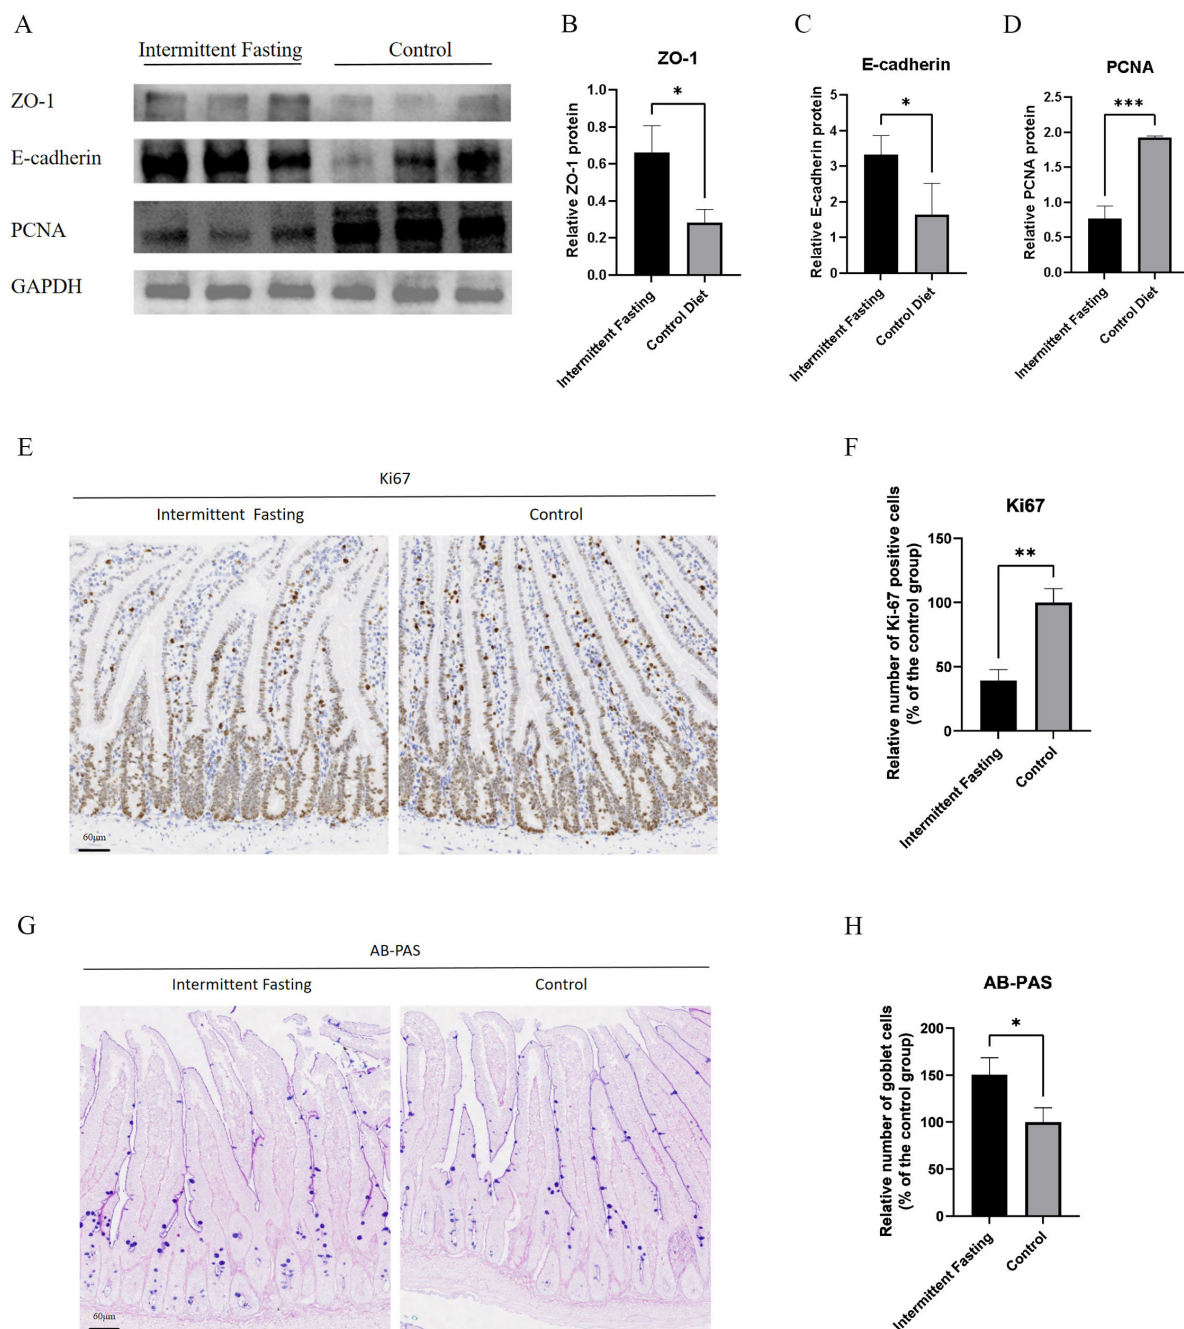 A
Intermittent Fasting
Control
ZO-1
E-cadherin
PCNA
GAPDH
B
ZO-1
Relative ZO-1 protein
0.0
0.2
0.4
0.6
0.8
1.0
*
Intermittent Fasting
Control Diet
C
E-cadherin
Relative E-cadherin protein
0
1
2
3
4
5
*
Intermittent Fasting
Control Diet
D
PCNA
Relative PCNA protein
0.0
0.5
1.0
1.5
2.0
2.5
***
Intermittent Fasting
Control Diet
E
Ki67
Intermittent Fasting
Control
60μm
F
Ki67
Relative number of Ki-67 positive cells
(% of the control group)
0
50
100
150
**
Intermittent Fasting
Control
G
AB-PAS
Intermittent Fasting
Control
60μm
H
AB-PAS
Relative number of goblet cells
(% of the control group)
0
50
100
150
200
*
Intermittent Fasting
Control